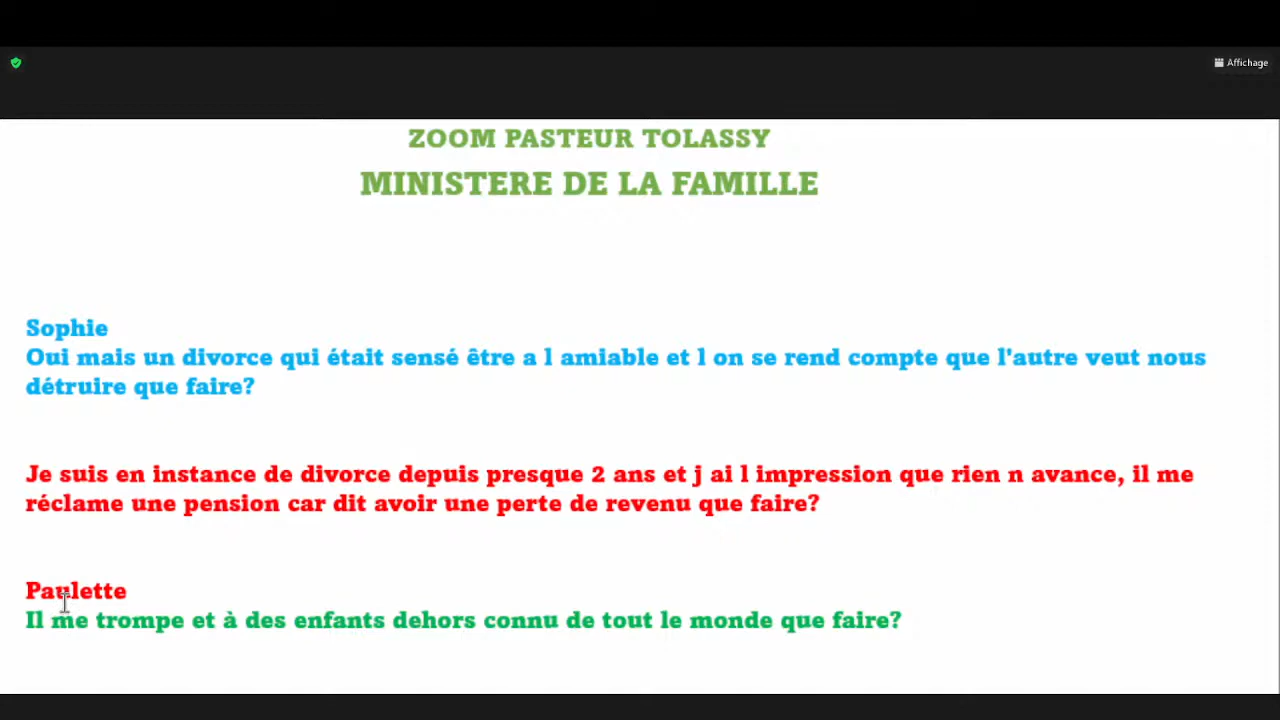 Affichage
ZOOM PASTEUR TOLASSY
MINISTERE DE LA FAMILLE
Sophie
Oui mais un divorce qui était sensé être a l amiable et l on se rend compte que l'autre veut nous
détruire que faire?
Je suis en instance de divorce depuis presque 2 ans et j ai l impression que rien n avance, il me
réclame une pension car dit avoir une perte de revenu que faire?
Paulette
Il me trompe et à des enfants dehors connu de tout le monde que faire?